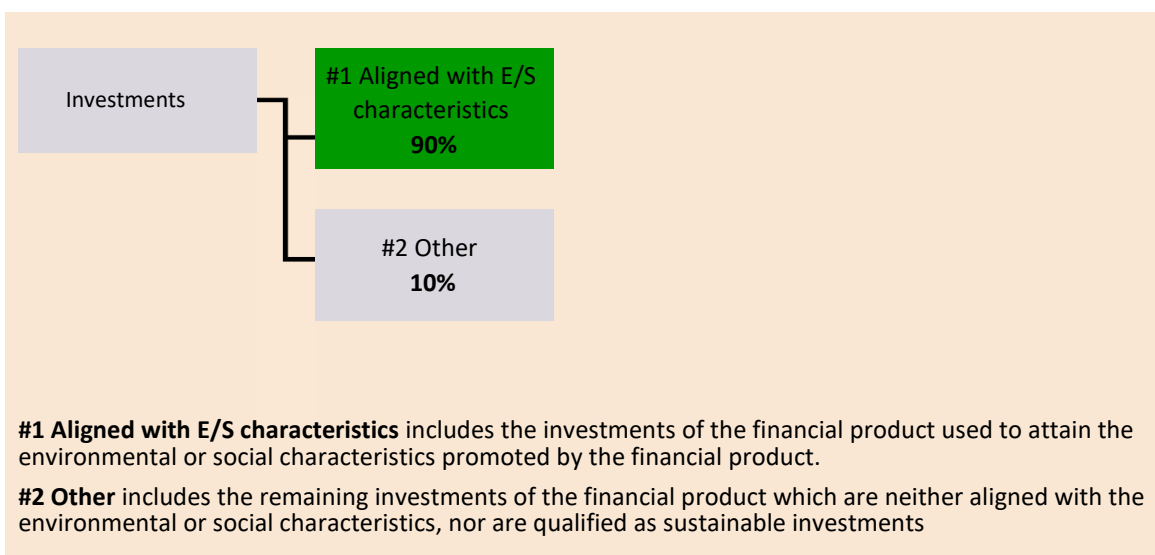 Investments
#1 Aligned with E/S
characteristics
90%
#2 Other
10%
#1 Aligned with E/S characteristics includes the investments of the financial product used to attain the
environmental or social characteristics promoted by the financial product.
#2 Other includes the remaining investments of the financial product which are neither aligned with the
environmental or social characteristics, nor are qualified as sustainable investments